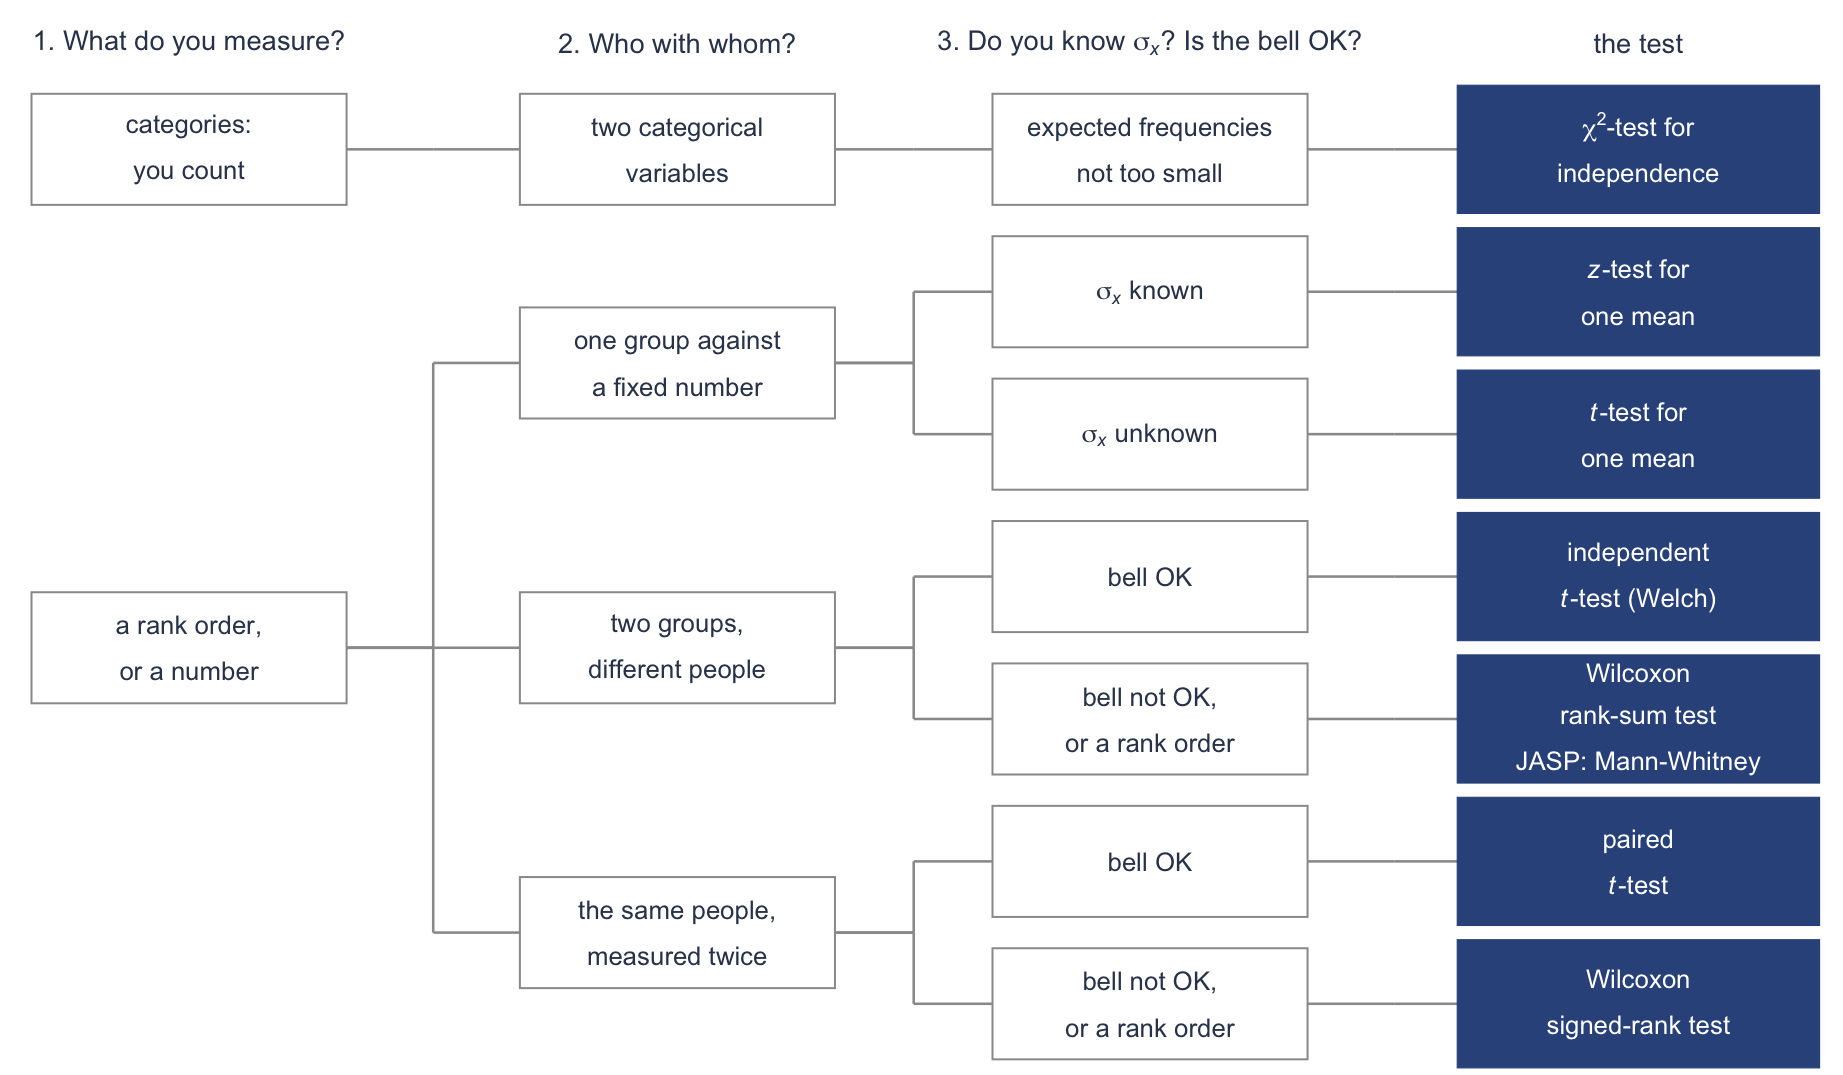 1. What do you measure?
2. Who with whom?
3. Do you know σx? Is the bell OK?
the test
categories:
you count
two categorical
variables
expected frequencies
not too small
χ²-test for
independence
a rank order,
or a number
one group against
a fixed number
σx known
z-test for
one mean
σx unknown
t-test for
one mean
two groups,
different people
bell OK
independent
t-test (Welch)
bell not OK,
or a rank order
Wilcoxon
rank-sum test
JASP: Mann-Whitney
the same people,
measured twice
bell OK
paired
t-test
bell not OK,
or a rank order
Wilcoxon
signed-rank test